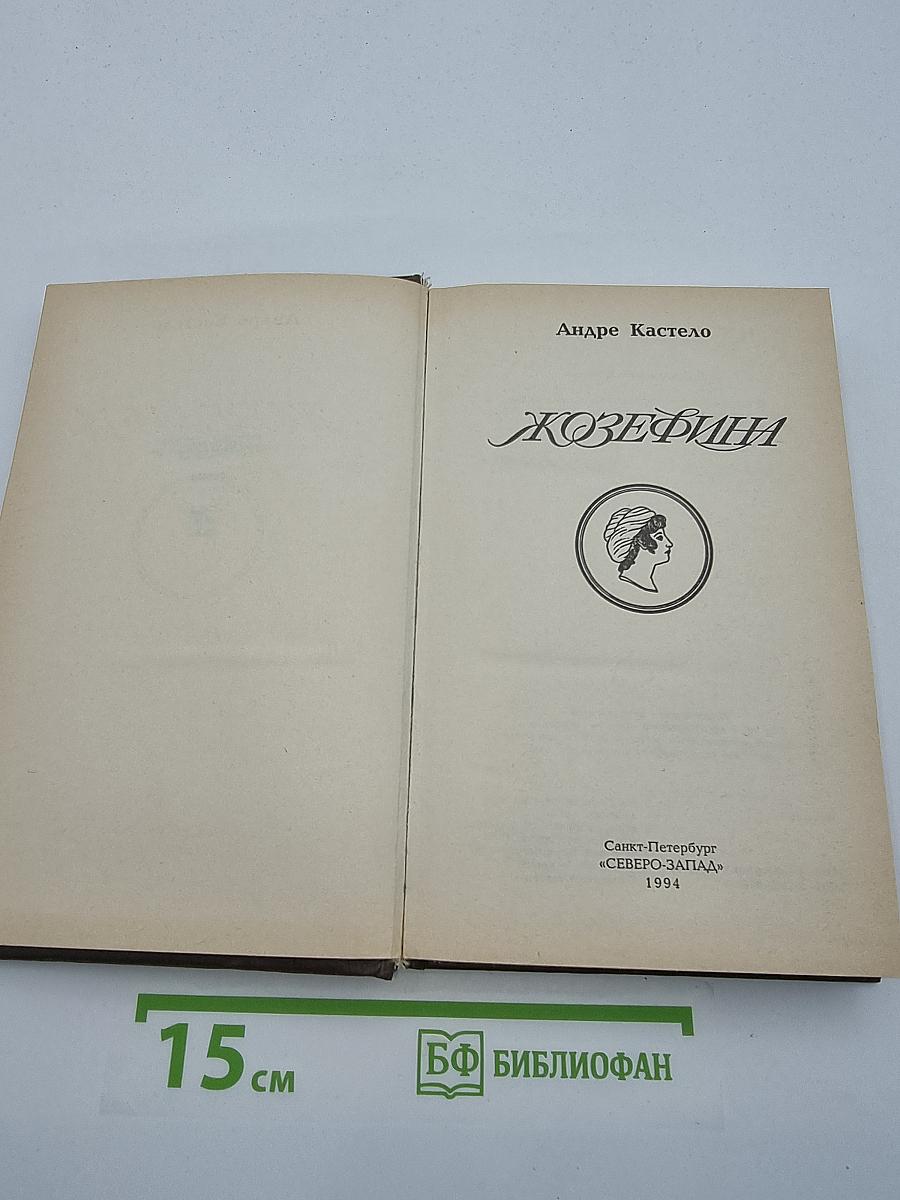 Андре Кастело
ЖОЗЕФИНА
Санкт-Петербург
«СЕВЕРО-ЗАПАД»
1994
15 см
БФ БИБЛИОФАН